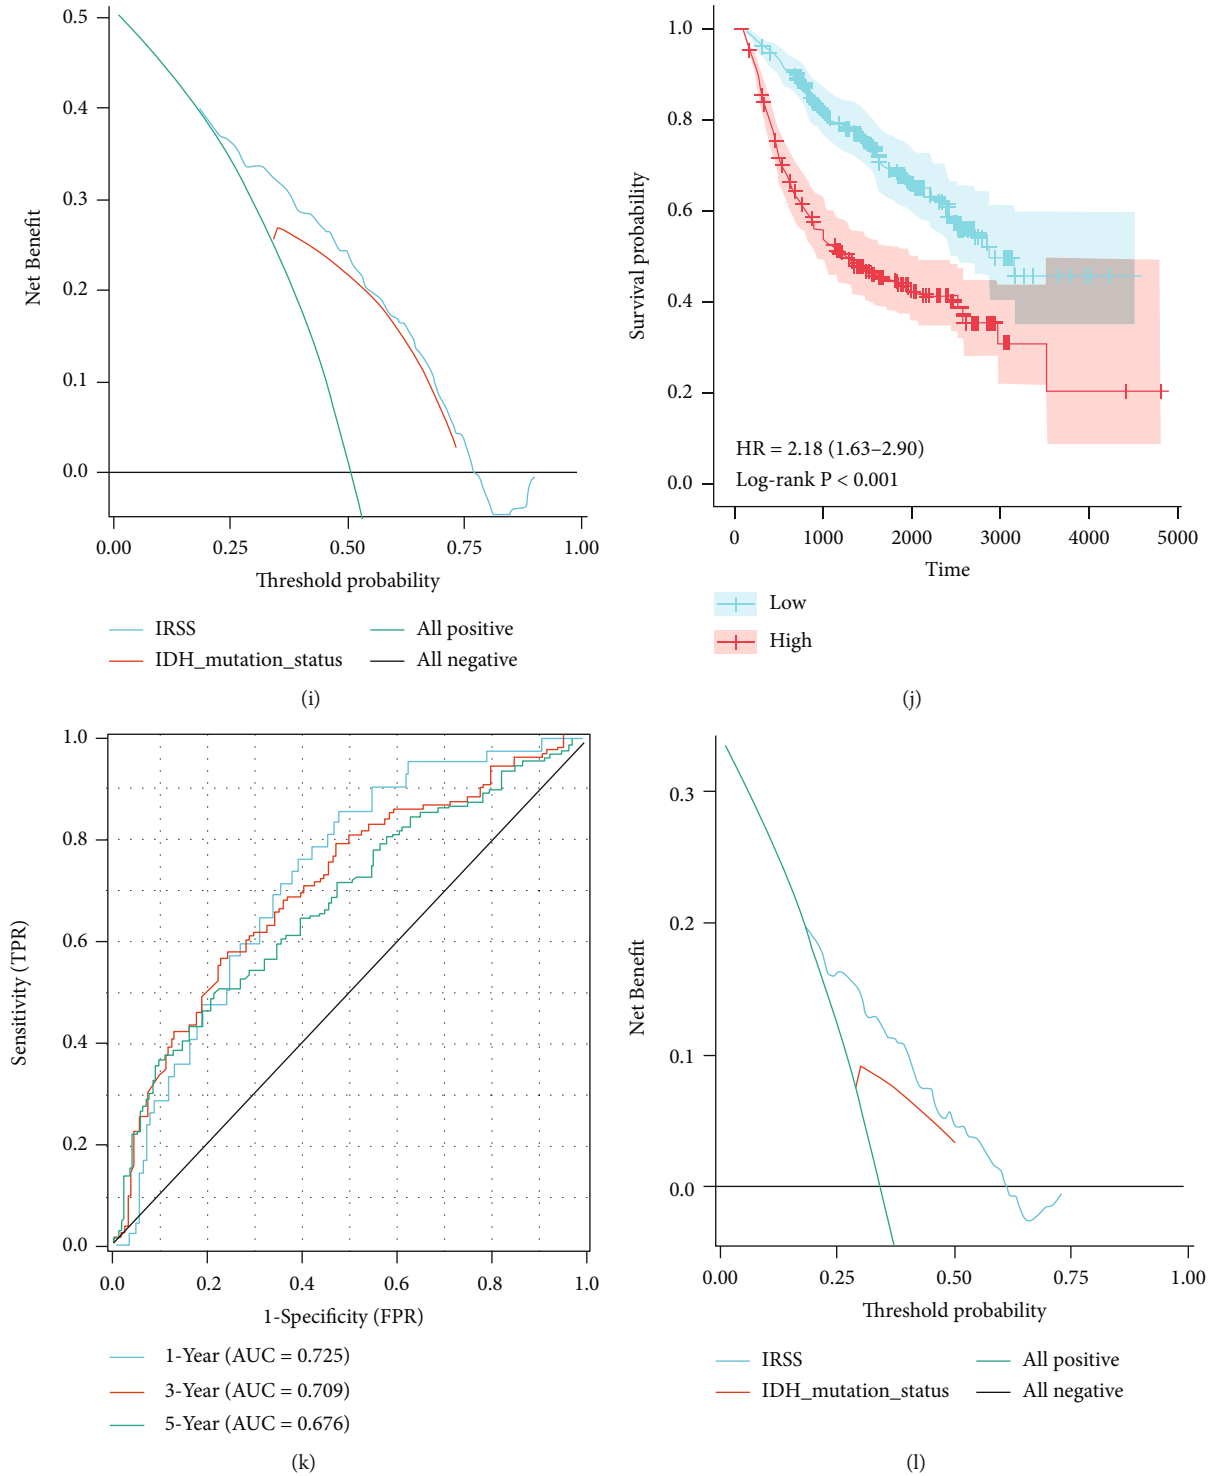 0.5
0.4
0.3
0.2
0.1
0.0
Net Benefit
0.00 0.25 0.50 0.75 1.00
Threshold probability
IRSS
IDH_mutation_status
All positive
All negative
(i)
1.0
0.8
0.6
0.4
0.2
0.0
Survival probability
HR = 2.18 (1.63–2.90)
Log-rank P < 0.001
0 1000 2000 3000 4000 5000
Time
Low
High
(j)
1.0
0.8
0.6
0.4
0.2
0.0
Sensitivity (TPR)
0.0 0.2 0.4 0.6 0.8 1.0
1-Specificity (FPR)
1-Year (AUC = 0.725)
3-Year (AUC = 0.709)
5-Year (AUC = 0.676)
(k)
0.3
0.2
0.1
0.0
Net Benefit
0.00 0.25 0.50 0.75 1.00
Threshold probability
IRSS
IDH_mutation_status
All positive
All negative
(l)